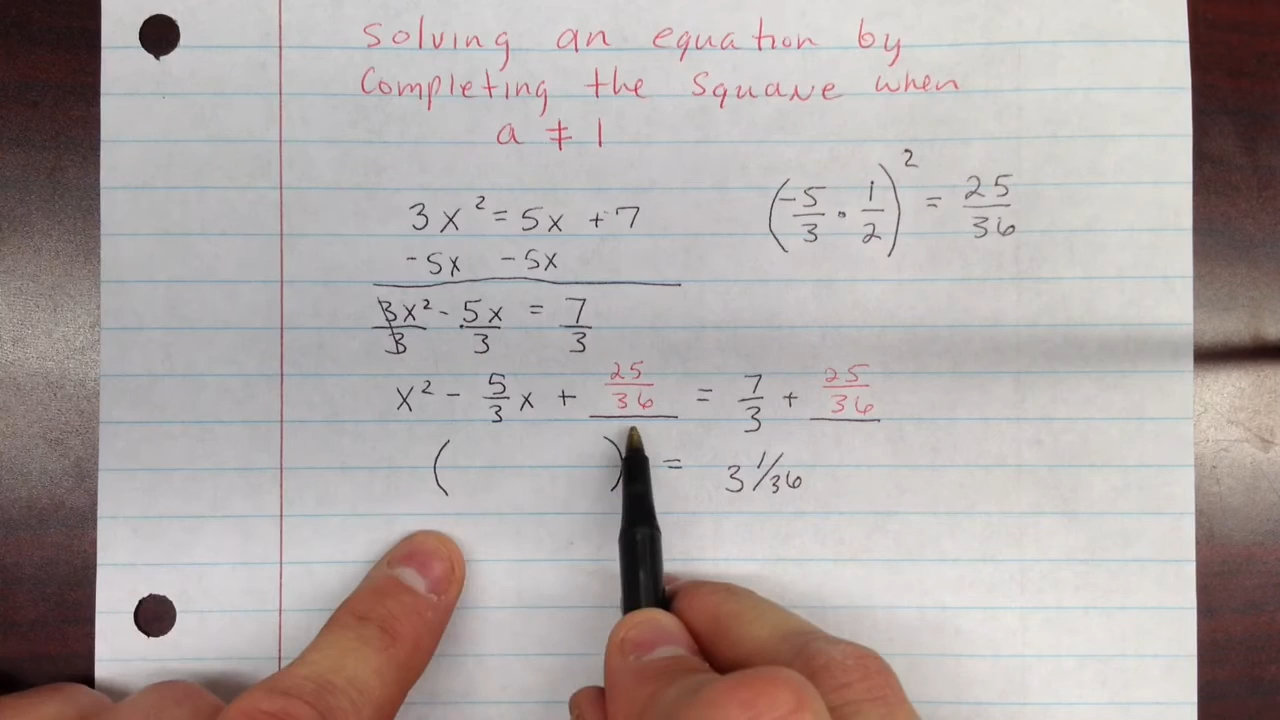 Solving an equation by
Completing the square when
a ≠ 1
3x² = 5x + 7
-5x -5x
3x²/3 - 5x/3 = 7/3
x² - 5/3 x + 25/36 = 7/3 + 25/36
( ) = 3 1/36
(-5/3 · 1/2)² = 25/36